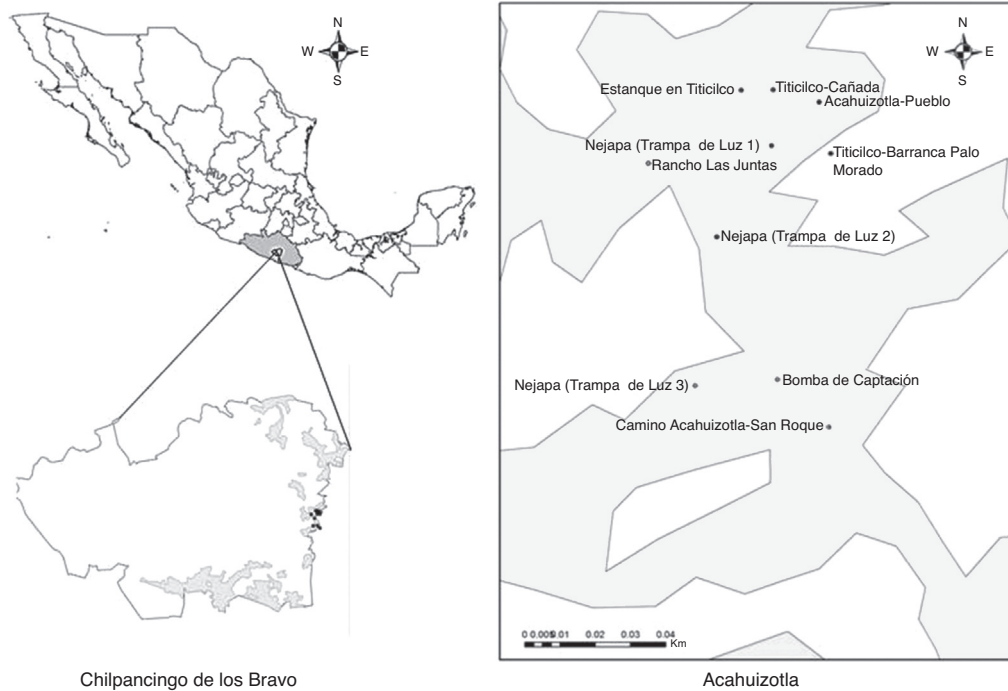 N
W E
S
N
W E
S
Estanque en Titicilco
Titicilco-Cañada
Acahuizotla-Pueblo
Nejapa (Trampa de Luz 1)
Rancho Las Juntas
Titicilco-Barranca Palo
Morado
Nejapa (Trampa de Luz 2)
Nejapa (Trampa de Luz 3)
Bomba de Captación
Camino Acahuizotla-San Roque
0 0.005 0.01 0.02 0.03 0.04
Km
Chilpancingo de los Bravo
Acahuizotla